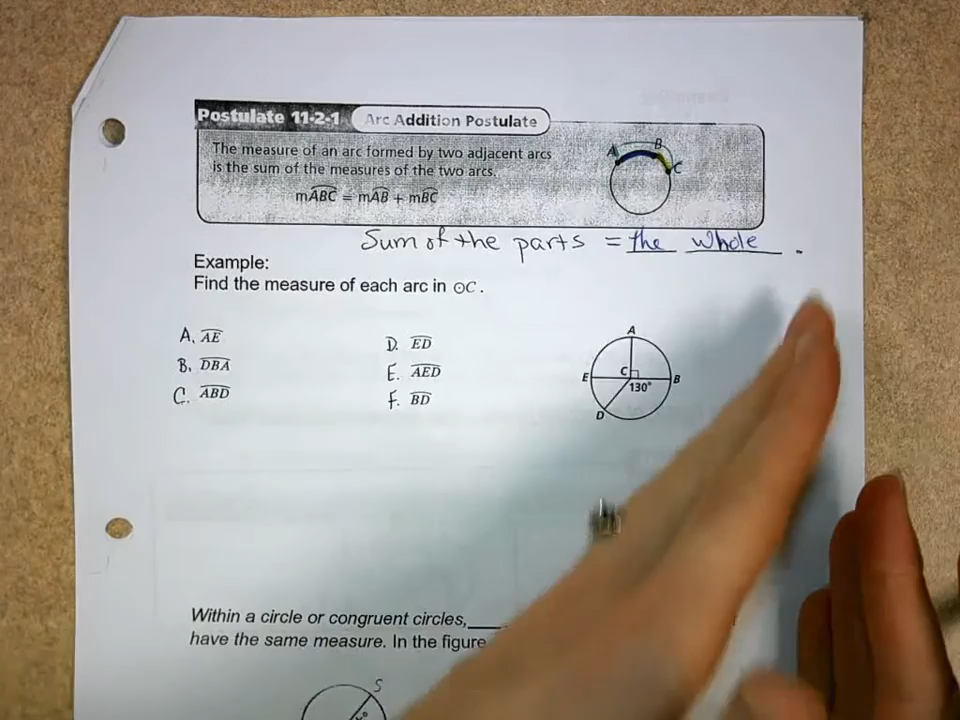 Postulate 11-2-1 Arc Addition Postulate
The measure of an arc formed by two adjacent arcs
is the sum of the measures of the two arcs.
mABC = mAB + mBC
A B C
Sum of the parts = the whole.
Example:
Find the measure of each arc in ⊙C.
A. AE
B. DBA
C. ABD
D. ED
E. AED
F. BD
A
E C B
130°
D
Within a circle or congruent circles,
have the same measure. In the figure
S